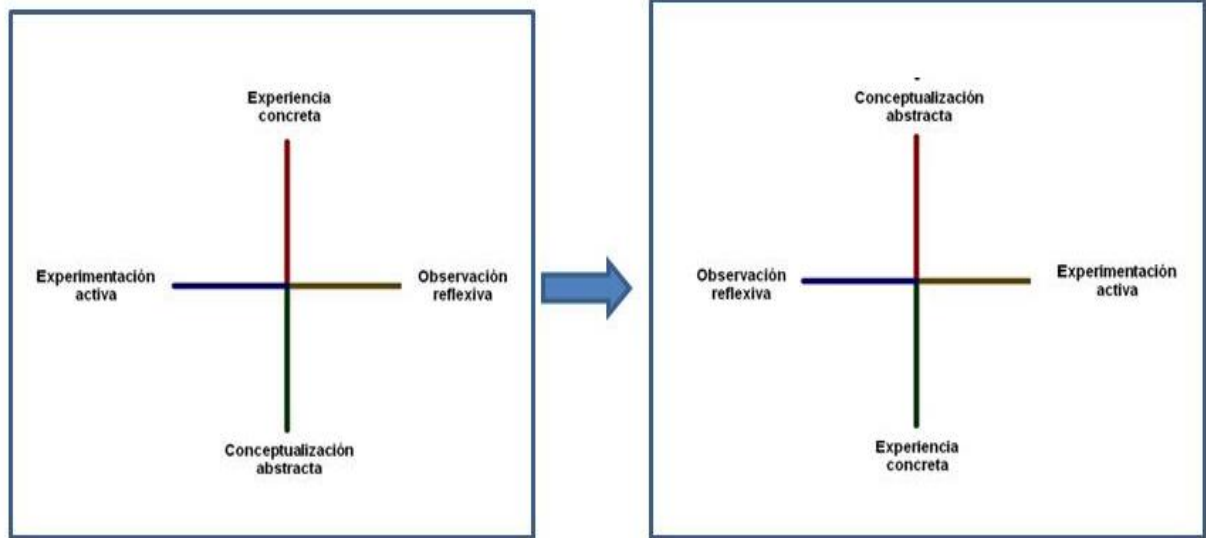 Experiencia
concreta
Experimentación
activa
Observación
reflexiva
Conceptualización
abstracta
Conceptualización
abstracta
Observación
reflexiva
Experimentación
activa
Experiencia
concreta